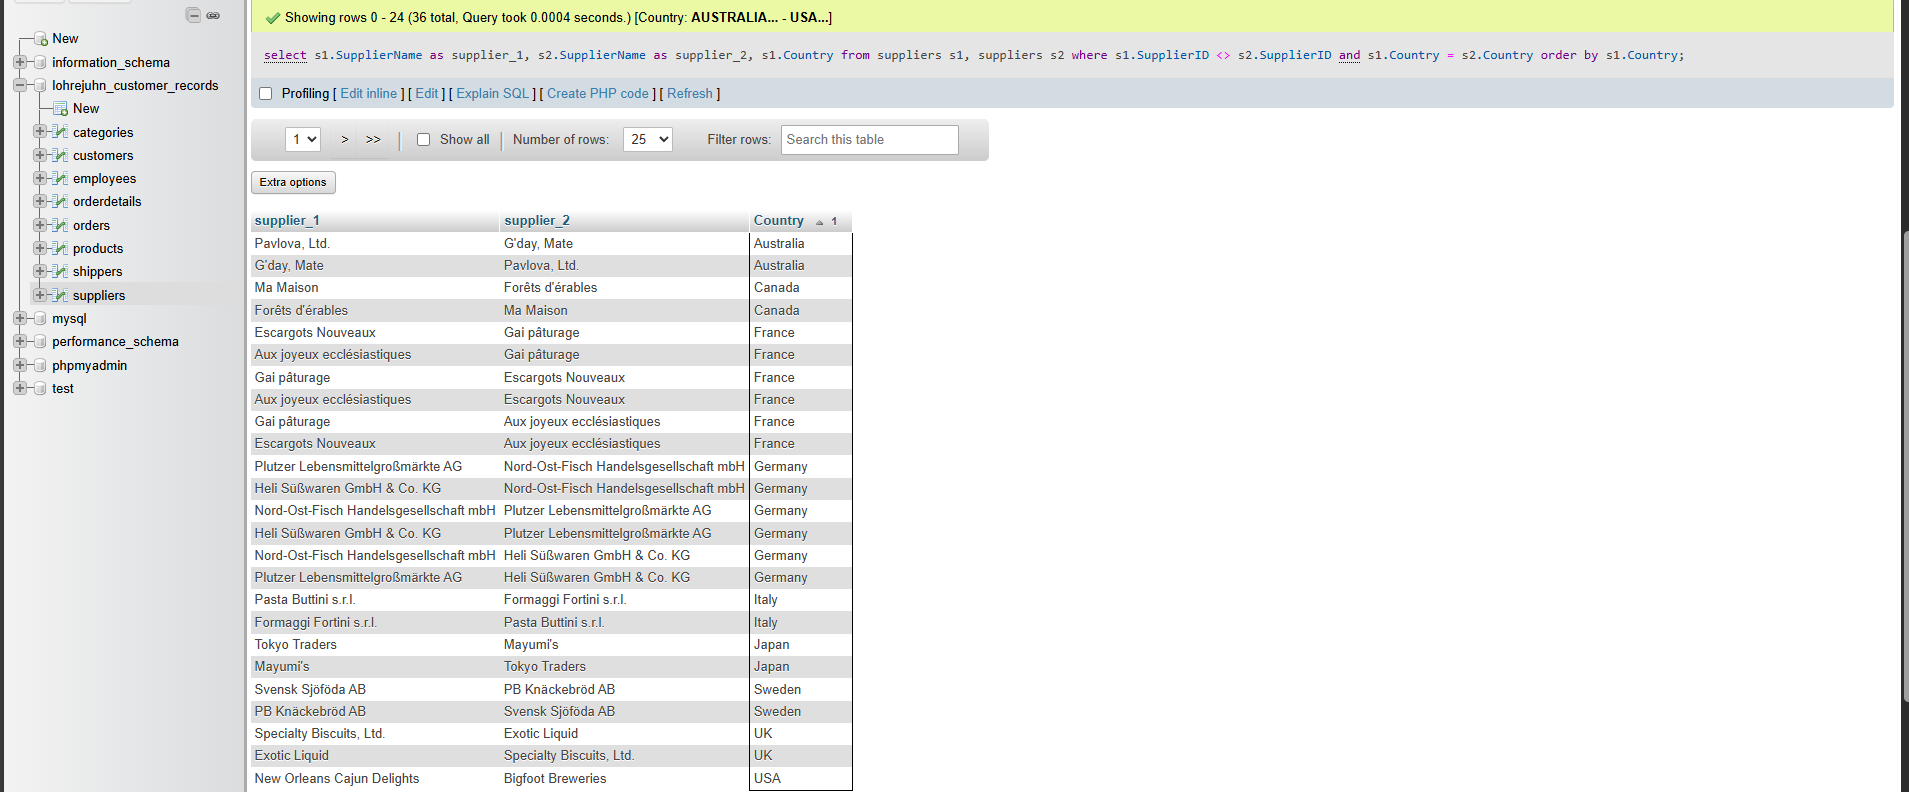 New
information_schema
lohrejuhn_customer_records
New
categories
customers
employees
orderdetails
orders
products
shippers
suppliers
mysql
performance_schema
phpmyadmin
test
Showing rows 0 - 24 (36 total, Query took 0.0004 seconds.) [Country: AUSTRALIA... - USA...]
select s1.SupplierName as supplier_1, s2.SupplierName as supplier_2, s1.Country from suppliers s1, suppliers s2 where s1.SupplierID <> s2.SupplierID and s1.Country = s2.Country order by s1.Country;
Profiling [ Edit inline ] [ Edit ] [ Explain SQL ] [ Create PHP code ] [ Refresh ]
1 > >> | Show all | Number of rows: 25 Filter rows: Search this table
Extra options
supplier_1 supplier_2 Country 1
Pavlova, Ltd. G'day, Mate Australia
G'day, Mate Pavlova, Ltd. Australia
Ma Maison Forêts d'érables Canada
Forêts d'érables Ma Maison Canada
Escargots Nouveaux Gai pâturage France
Aux joyeux ecclésiastiques Gai pâturage France
Gai pâturage Escargots Nouveaux France
Aux joyeux ecclésiastiques Escargots Nouveaux France
Gai pâturage Aux joyeux ecclésiastiques France
Escargots Nouveaux Aux joyeux ecclésiastiques France
Plutzer Lebensmittelgroßmärkte AG Nord-Ost-Fisch Handelsgesellschaft mbH Germany
Heli Süßwaren GmbH & Co. KG Nord-Ost-Fisch Handelsgesellschaft mbH Germany
Nord-Ost-Fisch Handelsgesellschaft mbH Plutzer Lebensmittelgroßmärkte AG Germany
Heli Süßwaren GmbH & Co. KG Plutzer Lebensmittelgroßmärkte AG Germany
Nord-Ost-Fisch Handelsgesellschaft mbH Heli Süßwaren GmbH & Co. KG Germany
Plutzer Lebensmittelgroßmärkte AG Heli Süßwaren GmbH & Co. KG Germany
Pasta Buttini s.r.l. Formaggi Fortini s.r.l. Italy
Formaggi Fortini s.r.l. Pasta Buttini s.r.l. Italy
Tokyo Traders Mayumi's Japan
Mayumi's Tokyo Traders Japan
Svensk Sjöföda AB PB Knäckebröd AB Sweden
PB Knäckebröd AB Svensk Sjöföda AB Sweden
Specialty Biscuits, Ltd. Exotic Liquid UK
Exotic Liquid Specialty Biscuits, Ltd. UK
New Orleans Cajun Delights Bigfoot Breweries USA